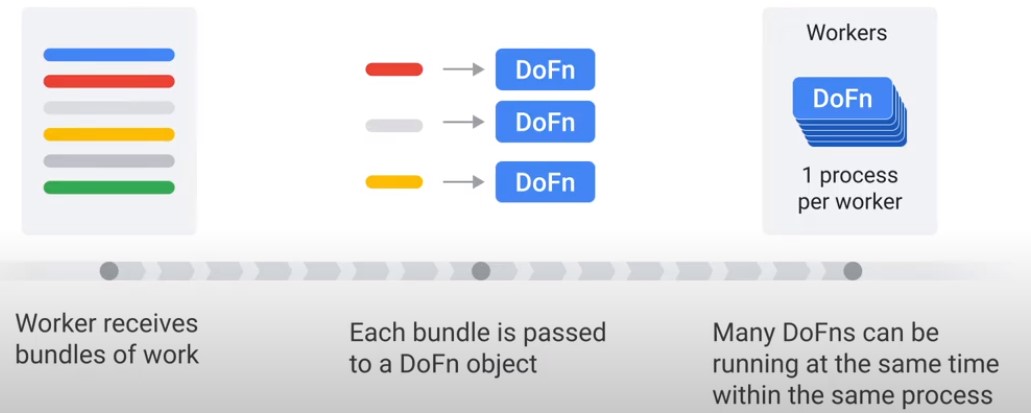 Workers
DoFn
DoFn
DoFn
DoFn
1 process
per worker
Worker receives
bundles of work
Each bundle is passed
to a DoFn object
Many DoFns can be
running at the same time
within the same process